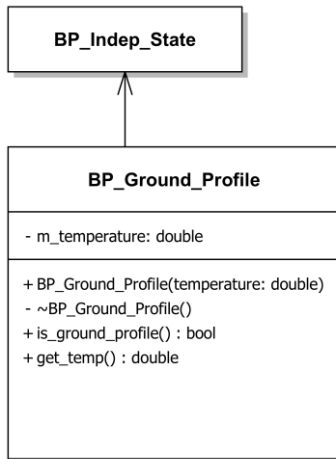 BP_Indep_State
BP_Ground_Profile
- m_temperature: double
+ BP_Ground_Profile(temperature: double)
- ~BP_Ground_Profile()
+ is_ground_profile() : bool
+ get_temp() : double